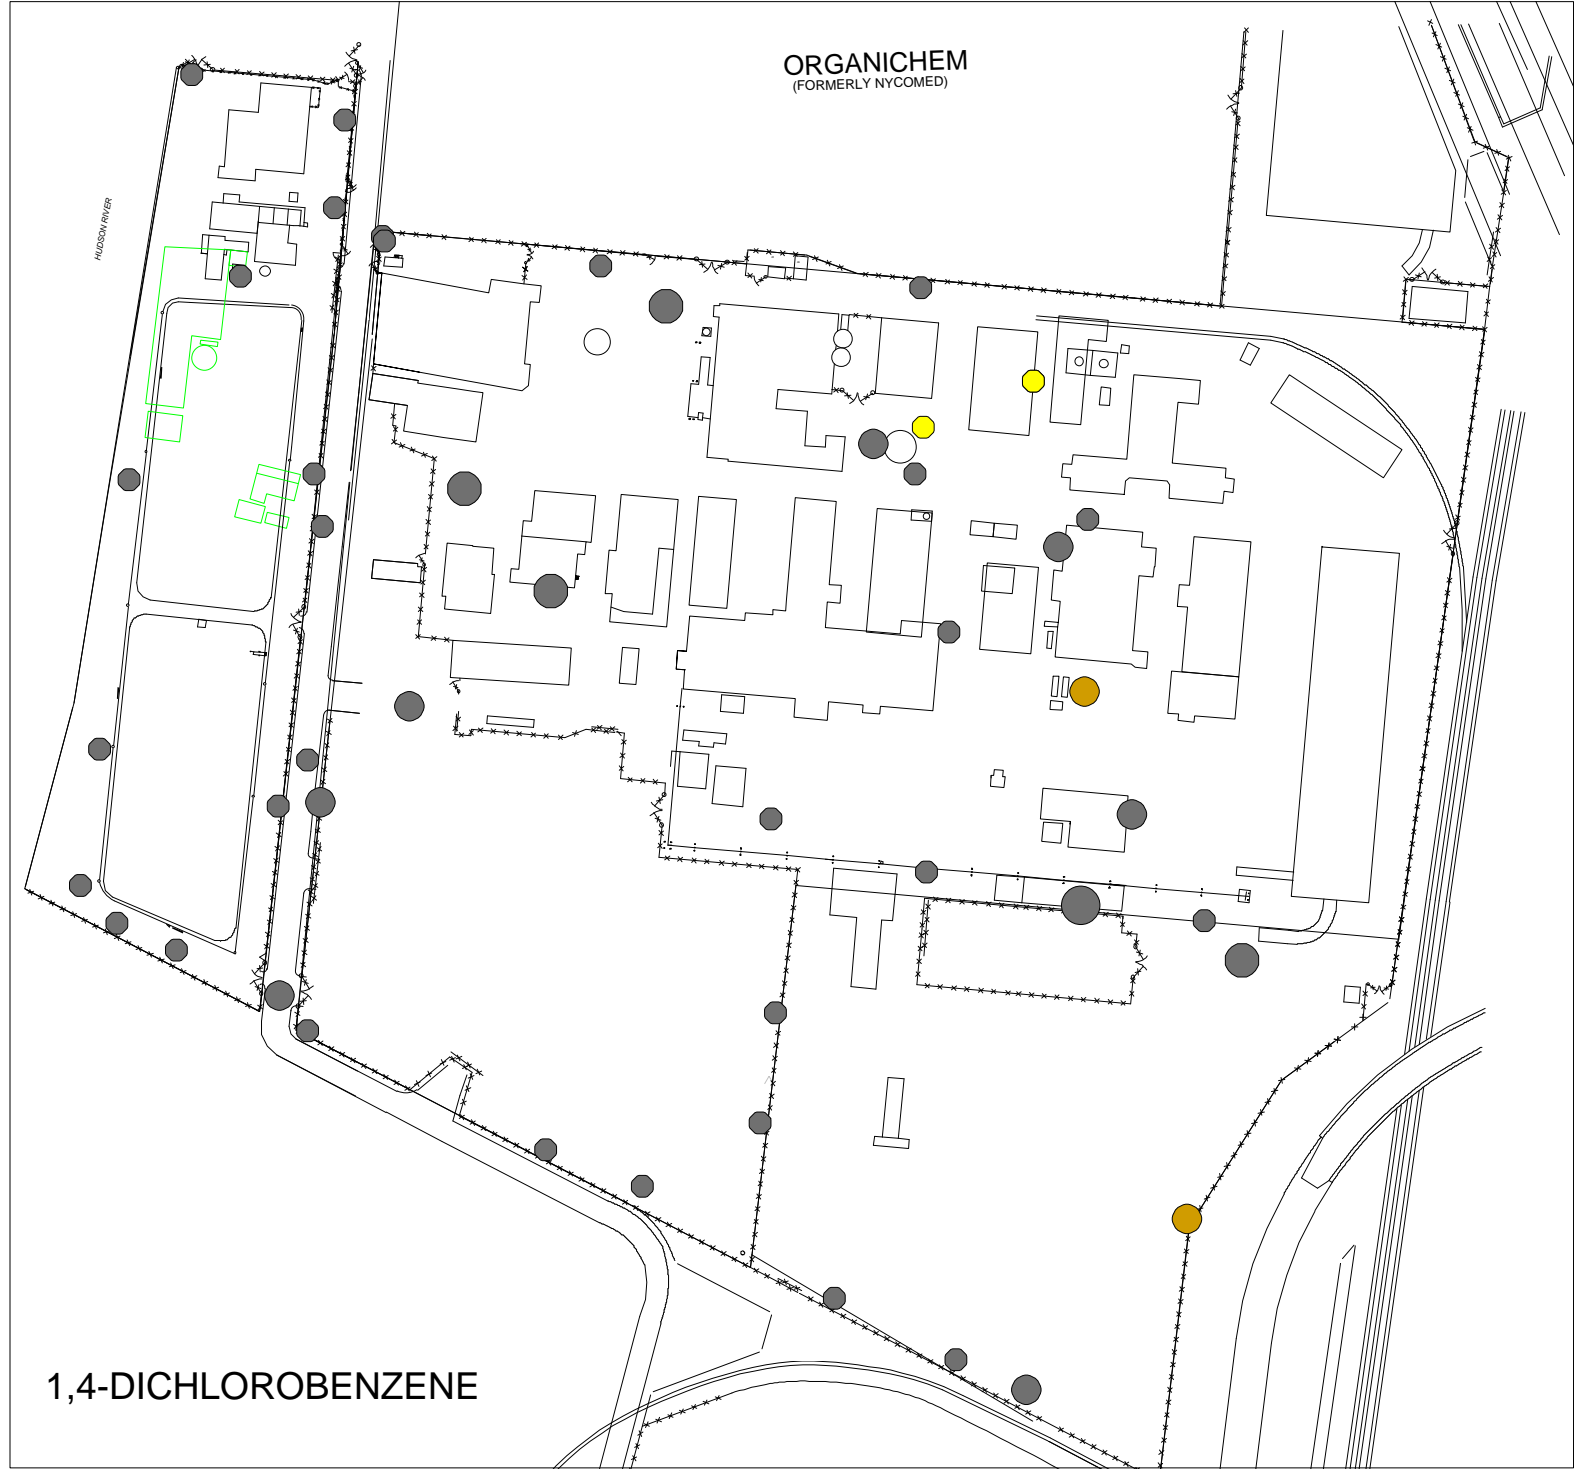 ORGANICHEM
(FORMERLY NYCOMED)
HUDSON RIVER
1,4-DICHLOROBENZENE